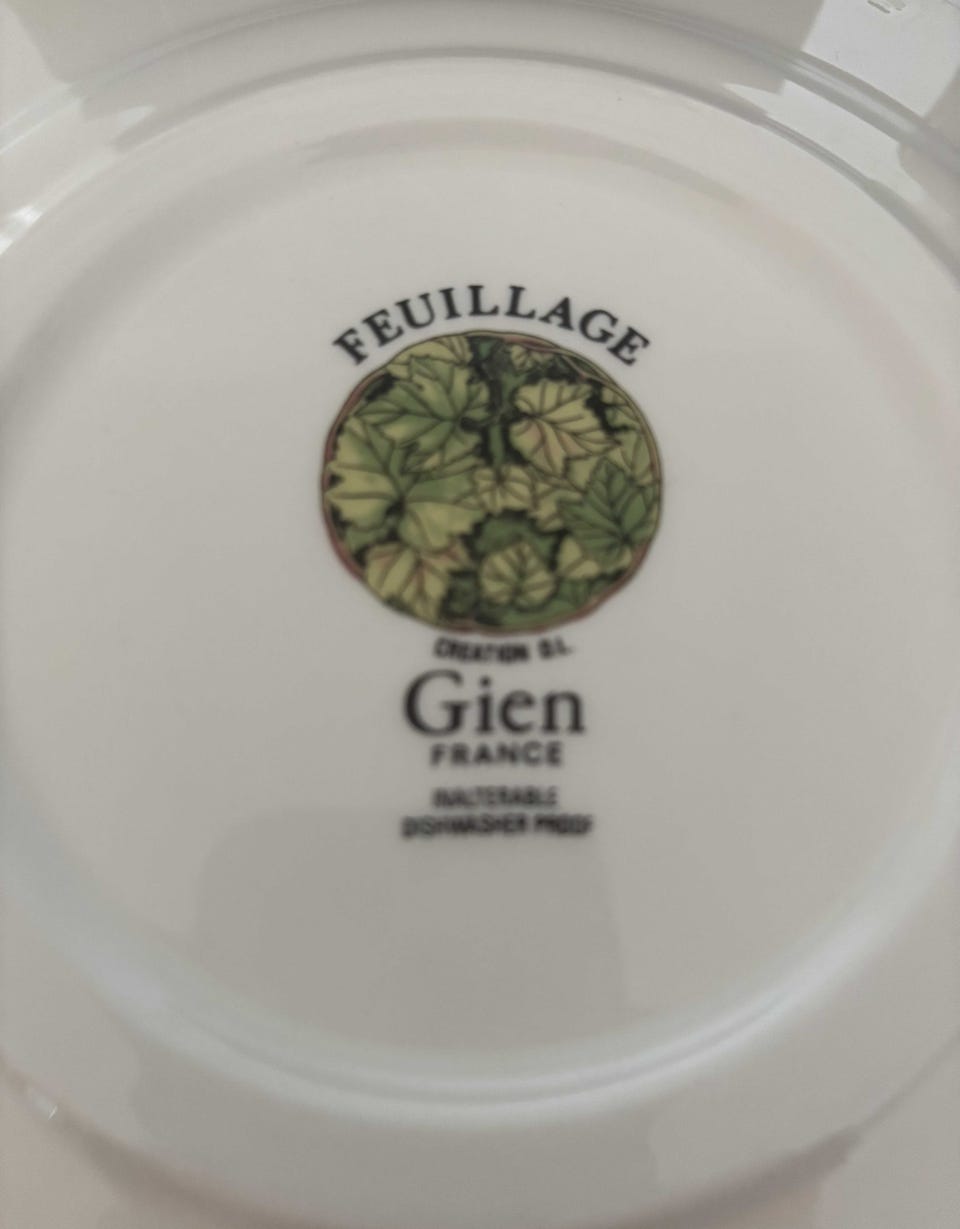 FEUILLAGE
CREATION D.L.
Gien
FRANCE
INALTERABLE
DISHWASHER PROOF